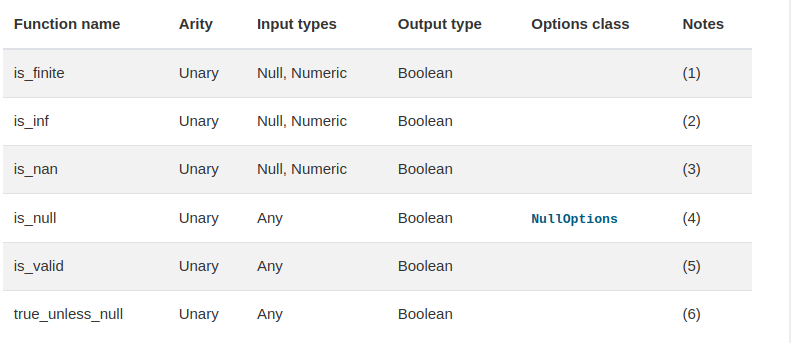 Function name Arity Input types Output type Options class Notes
is_finite Unary Null, Numeric Boolean (1)
is_inf Unary Null, Numeric Boolean (2)
is_nan Unary Null, Numeric Boolean (3)
is_null Unary Any Boolean NullOptions (4)
is_valid Unary Any Boolean (5)
true_unless_null Unary Any Boolean (6)